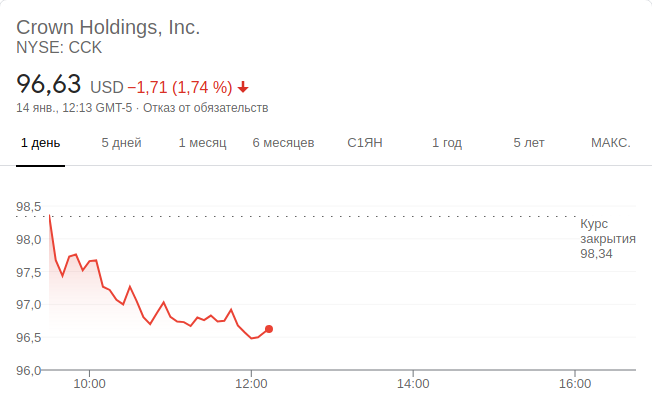 Crown Holdings, Inc.
NYSE: CCK
96,63 USD −1,71 (1,74 %)
14 янв., 12:13 GMT-5 · Отказ от обязательств
1 день 5 дней 1 месяц 6 месяцев С1ЯН 1 год 5 лет МАКС.
98,5
Курс
закрытия
98,34
98,0
97,5
97,0
96,5
96,0
10:00 12:00 14:00 16:00